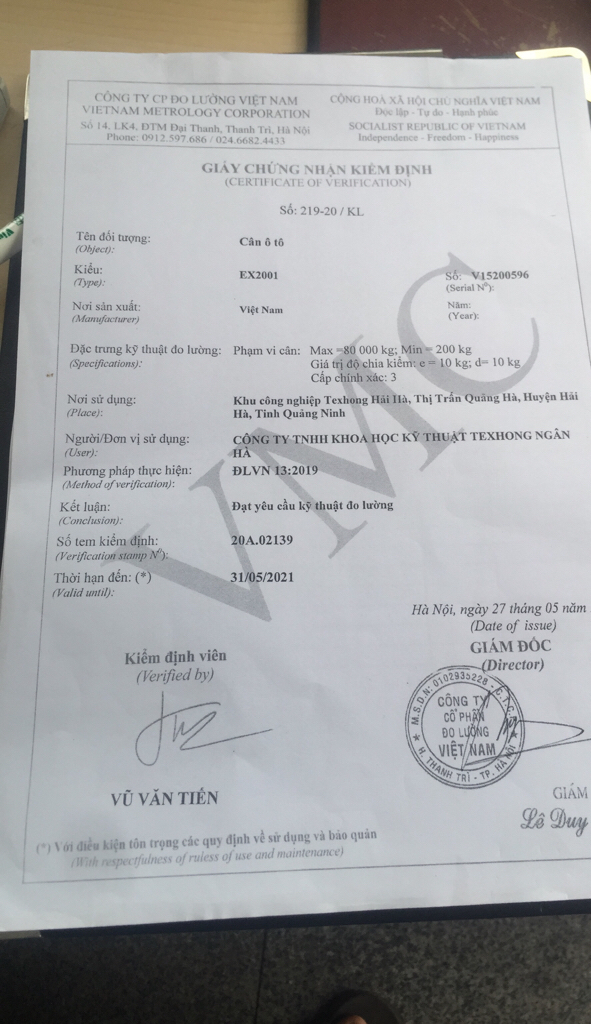 CÔNG TY CP ĐO LƯỜNG VIỆT NAM
VIETNAM METROLOGY CORPORATION
Số 14, LK4, ĐTM Đại Thanh, Thanh Trì, Hà Nội
Phone: 0912.597.686 / 024.6682.4433
CỘNG HOÀ XÃ HỘI CHỦ NGHĨA VIỆT NAM
Độc lập - Tự do - Hạnh phúc
SOCIALIST REPUBLIC OF VIETNAM
Independence - Freedom - Happiness
GIẤY CHỨNG NHẬN KIỂM ĐỊNH
(CERTIFICATE OF VERIFICATION)
Số: 219-20 / KL
Tên đối tượng: Cân ô tô
(Object):
Kiểu: EX2001 Số: V15200596
(Type): (Serial Nº):
Nơi sản xuất: Việt Nam Năm:
(Manufacturer) (Year):
Đặc trưng kỹ thuật đo lường: Phạm vi cân: Max =80 000 kg; Min = 200 kg
(Specifications): Giá trị độ chia kiểm: e = 10 kg; d= 10 kg
Cấp chính xác: 3
Nơi sử dụng: Khu công nghiệp Texhong Hải Hà, Thị Trấn Quảng Hà, Huyện Hải
(Place): Hà, Tỉnh Quảng Ninh
Người/Đơn vị sử dụng: CÔNG TY TNHH KHOA HỌC KỸ THUẬT TEXHONG NGÂN
(User): HÀ
Phương pháp thực hiện: ĐLVN 13:2019
(Method of verification):
Kết luận: Đạt yêu cầu kỹ thuật đo lường
(Conclusion):
Số tem kiểm định: 20A.02139
(Verification stamp Nº):
Thời hạn đến: (*) 31/05/2021
(Valid until):
VMC
Hà Nội, ngày 27 tháng 05 năm
(Date of issue)
Kiểm định viên
(Verified by)
GIÁM ĐỐC
(Director)
M.S.D.N: 0102935228 - C.T.C.P
CÔNG TY
CỔ PHẦN
ĐO LƯỜNG
VIỆT NAM
H. THANH TRÌ - TP. HÀ NỘI
VŨ VĂN TIẾN
GIÁM
Lê Duy
(*) Với điều kiện tôn trọng các quy định về sử dụng và bảo quản
(With respectfulness of ruless of use and maintenance)